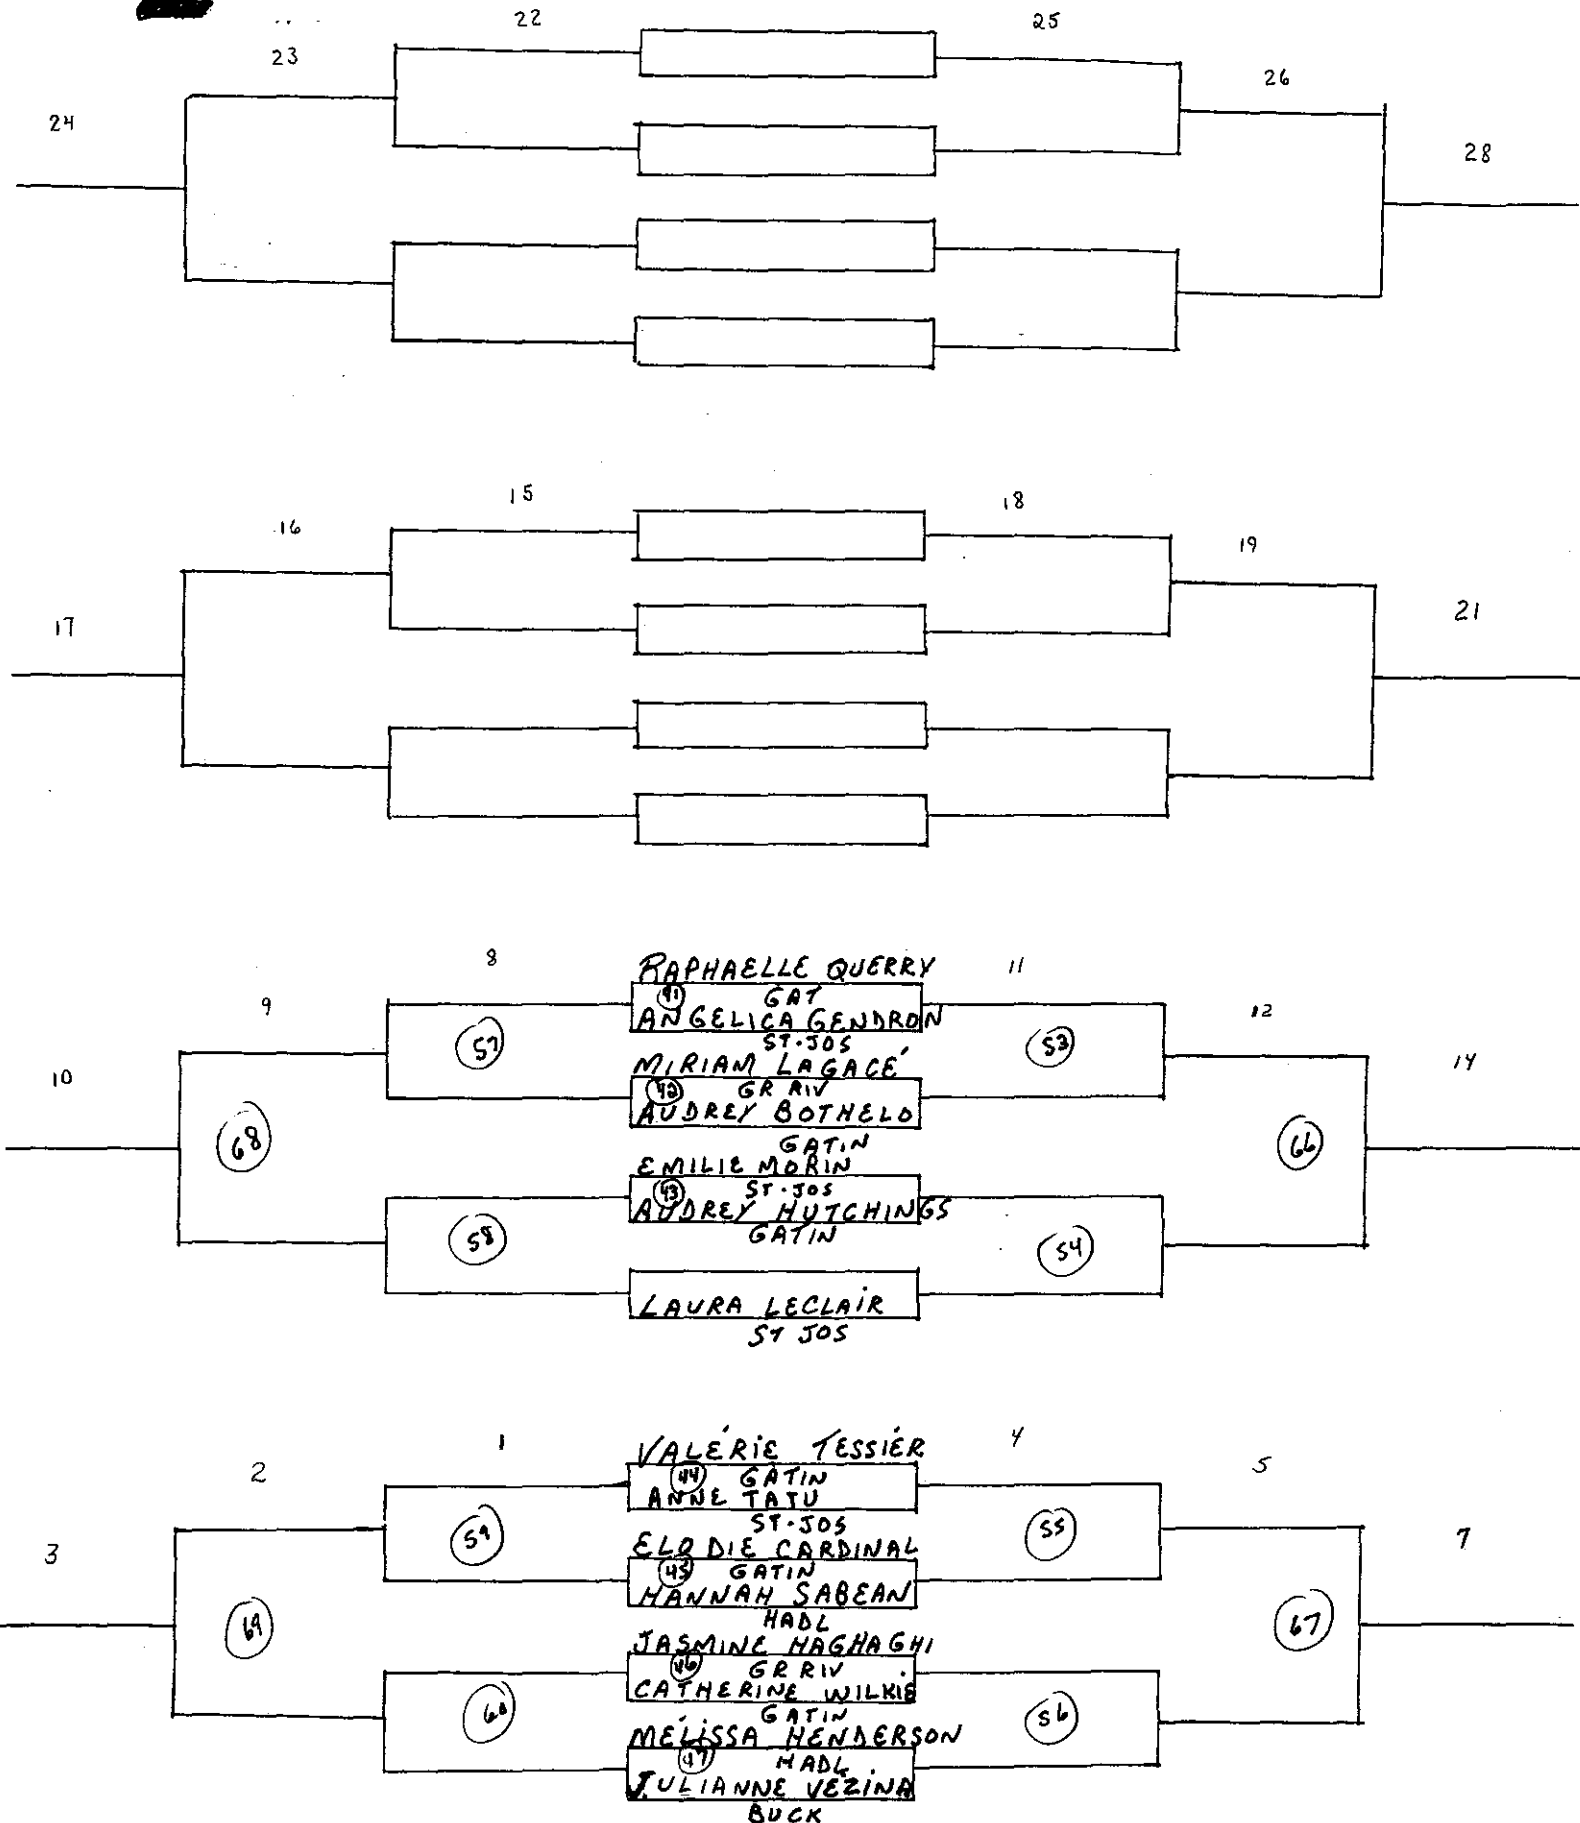 22
25
23
26
24
28
15
18
16
19
17
21
8
RAPHAELLE QUERRY
11
9
41 GAT
12
ANGELICA GENDRON
57
ST.JOS
53
10
MIRIAM LAGACÉ
14
42 GR RIV
AUDREY BOTHELO
68
GATIN
66
EMILIE MORIN
43 ST.JOS
AUDREY HUTCHINGS
58
GATIN
54
LAURA LECLAIR
ST JOS
1
VALÉRIE TESSIER
4
2
44 GATIN
5
ANNE TATU
59
ST.JOS
55
3
ELODIE CARDINAL
7
45 GATIN
HANNAH SABEAN
69
HADL
67
JASMINE HAGHAGHI
46 GR RIV
CATHERINE WILKIE
60
GATIN
56
MÉLISSA HENDERSON
47 HADL
JULIANNE VÉZINA
BUCK